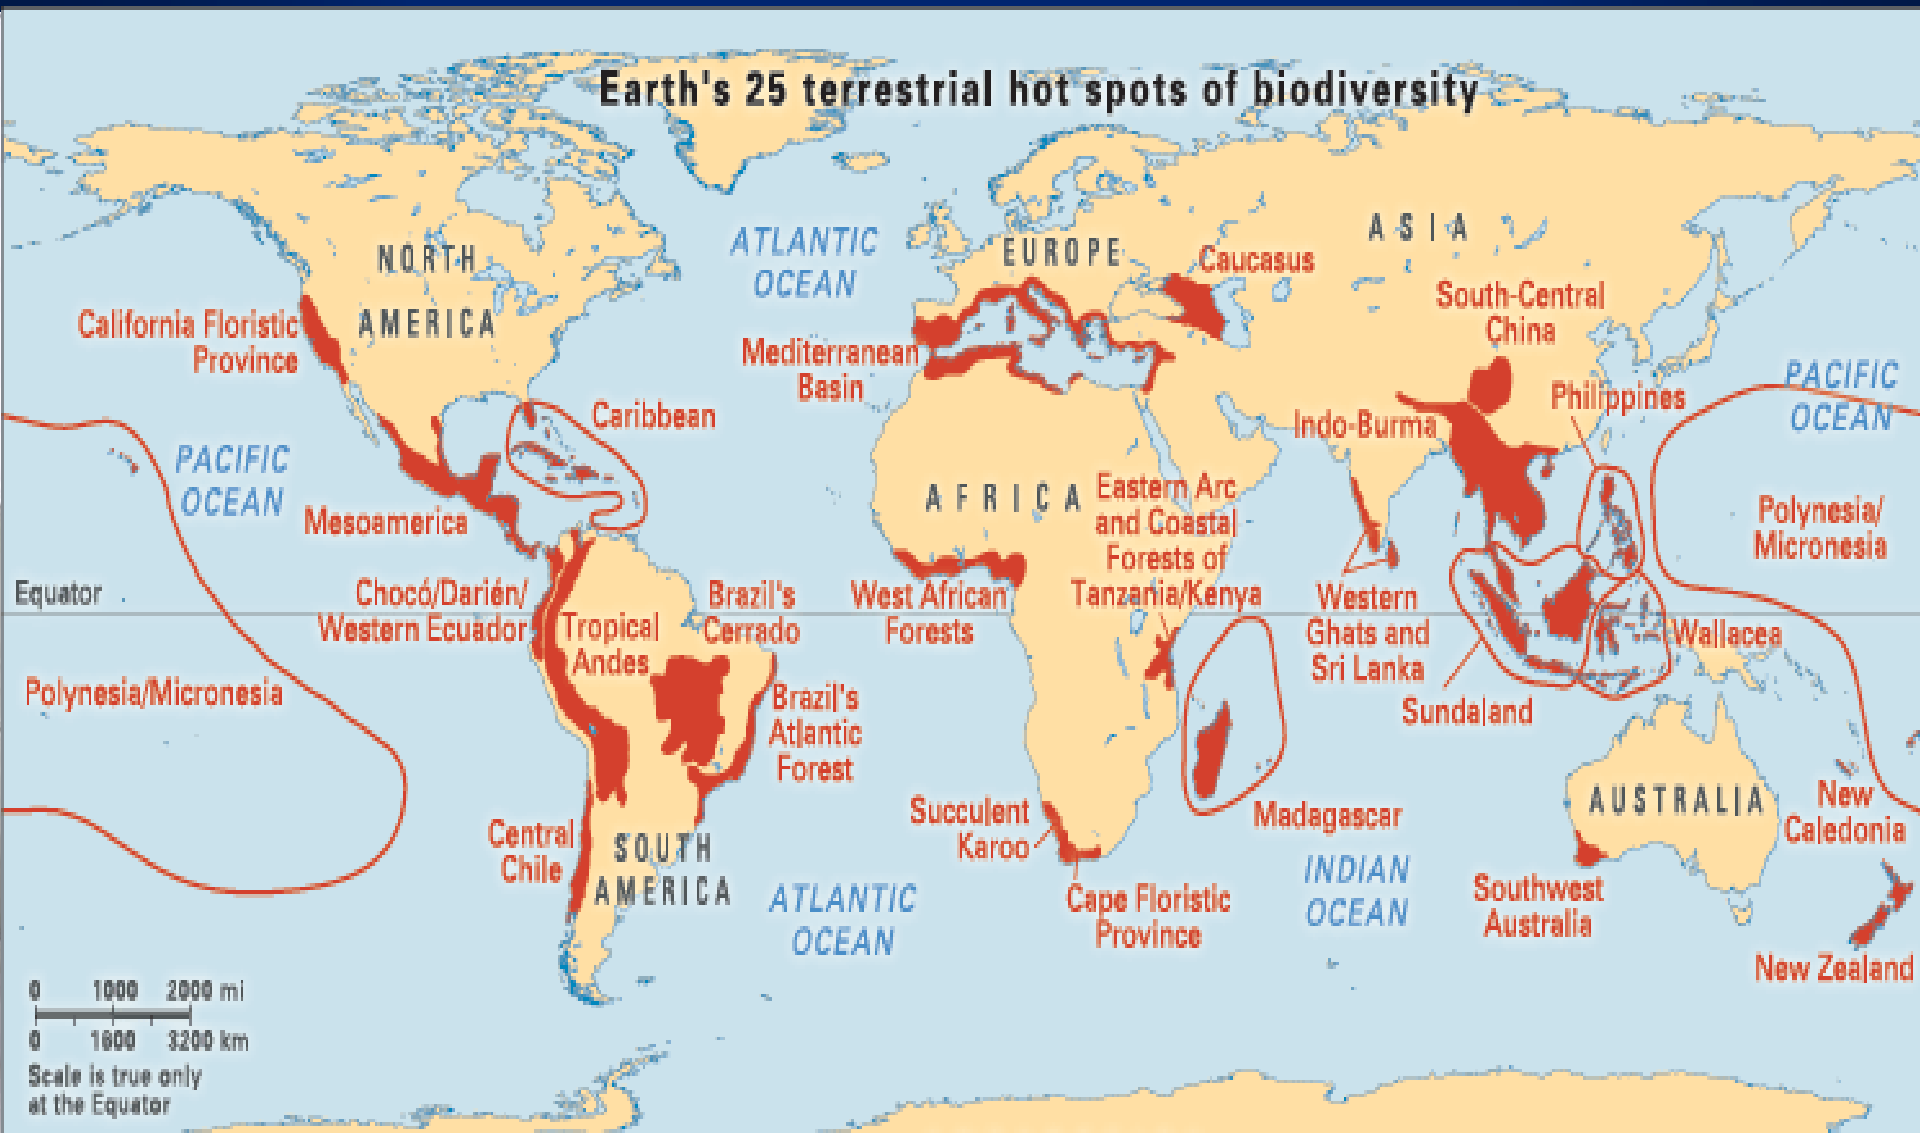 Earth's 25 terrestrial hot spots of biodiversity
NORTH
AMERICA
ATLANTIC
OCEAN
EUROPE
ASIA
Caucasus
South-Central
China
California Floristic
Province
Mediterranean
Basin
Philippines
PACIFIC
OCEAN
Indo-Burma
Caribbean
PACIFIC
OCEAN
Mesoamerica
AFRICA
Eastern Arc
and Coastal
Forests of
Tanzania/Kenya
Polynesia/
Micronesia
Equator
Chocó/Darién/
Western Ecuador
Tropical
Andes
Brazil's
Cerrado
West African
Forests
Western
Ghats and
Sri Lanka
Wallacea
Sundaland
Polynesia/Micronesia
Brazil's
Atlantic
Forest
Central
Chile
SOUTH
AMERICA
Succulent
Karoo
Madagascar
AUSTRALIA
New
Caledonia
ATLANTIC
OCEAN
Cape Floristic
Province
INDIAN
OCEAN
Southwest
Australia
New Zealand
0 1000 2000 mi
0 1600 3200 km
Scale is true only
at the Equator